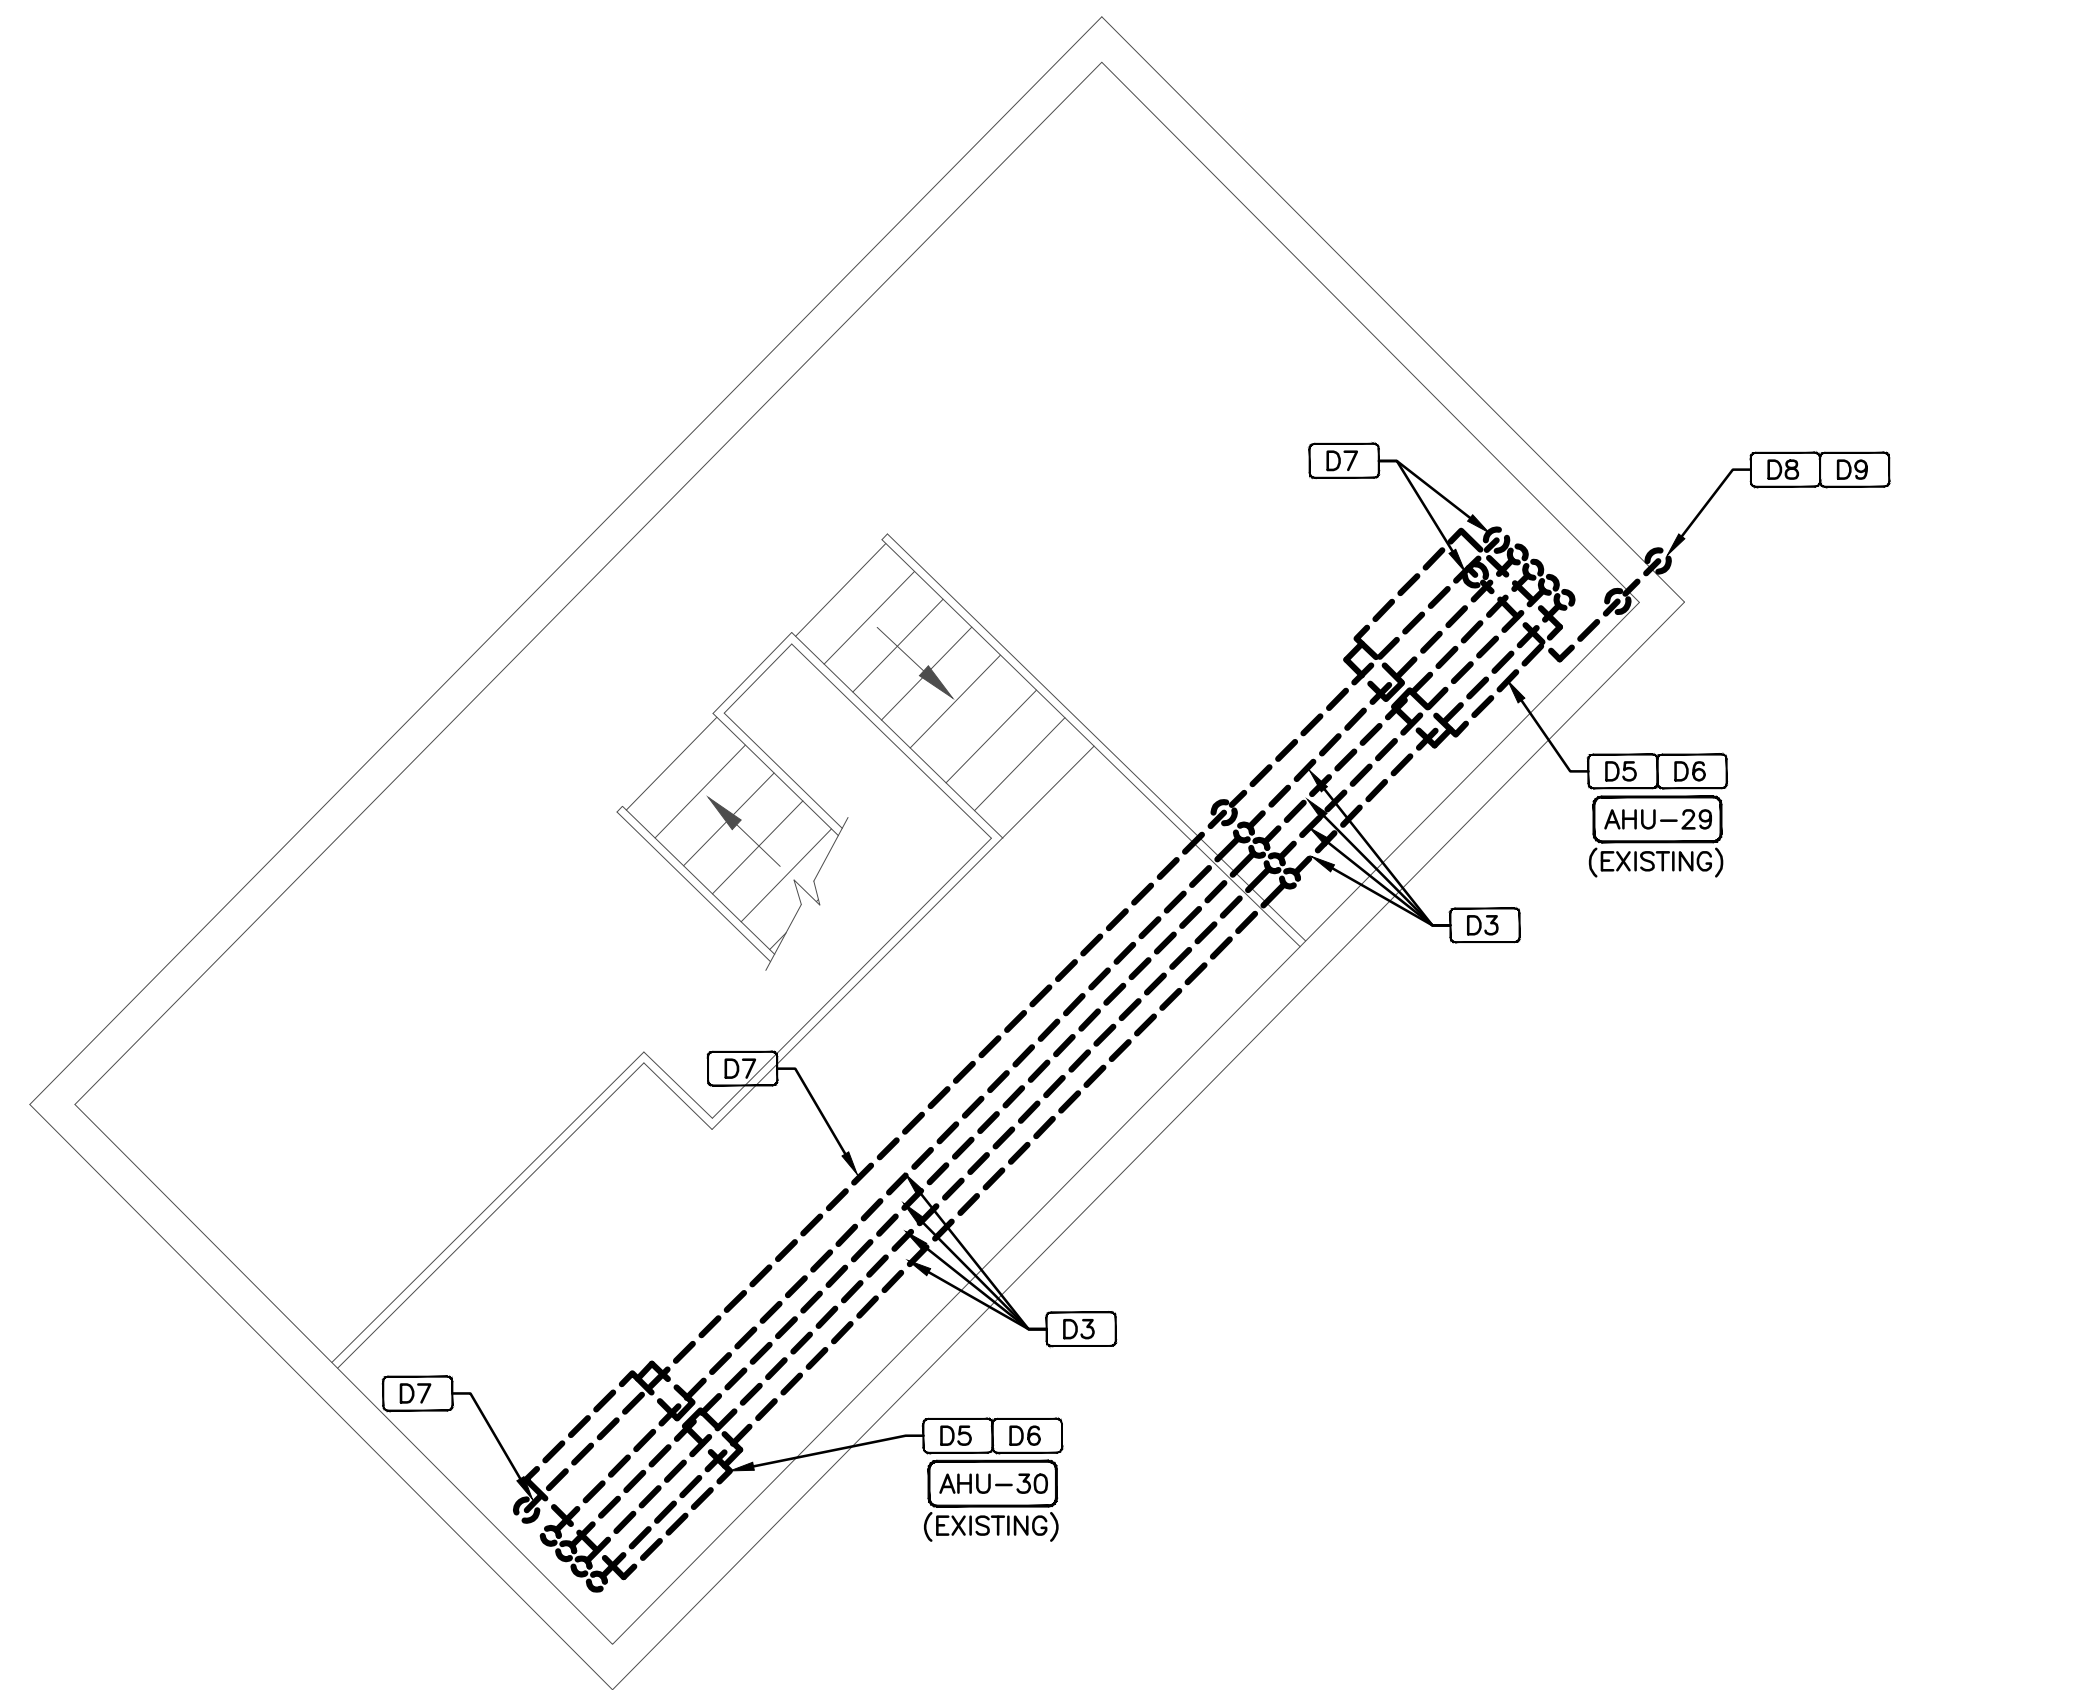 D7
D8 D9
D5 D6
AHU-29
(EXISTING)
D3
D7
D3
D7
D5 D6
AHU-30
(EXISTING)